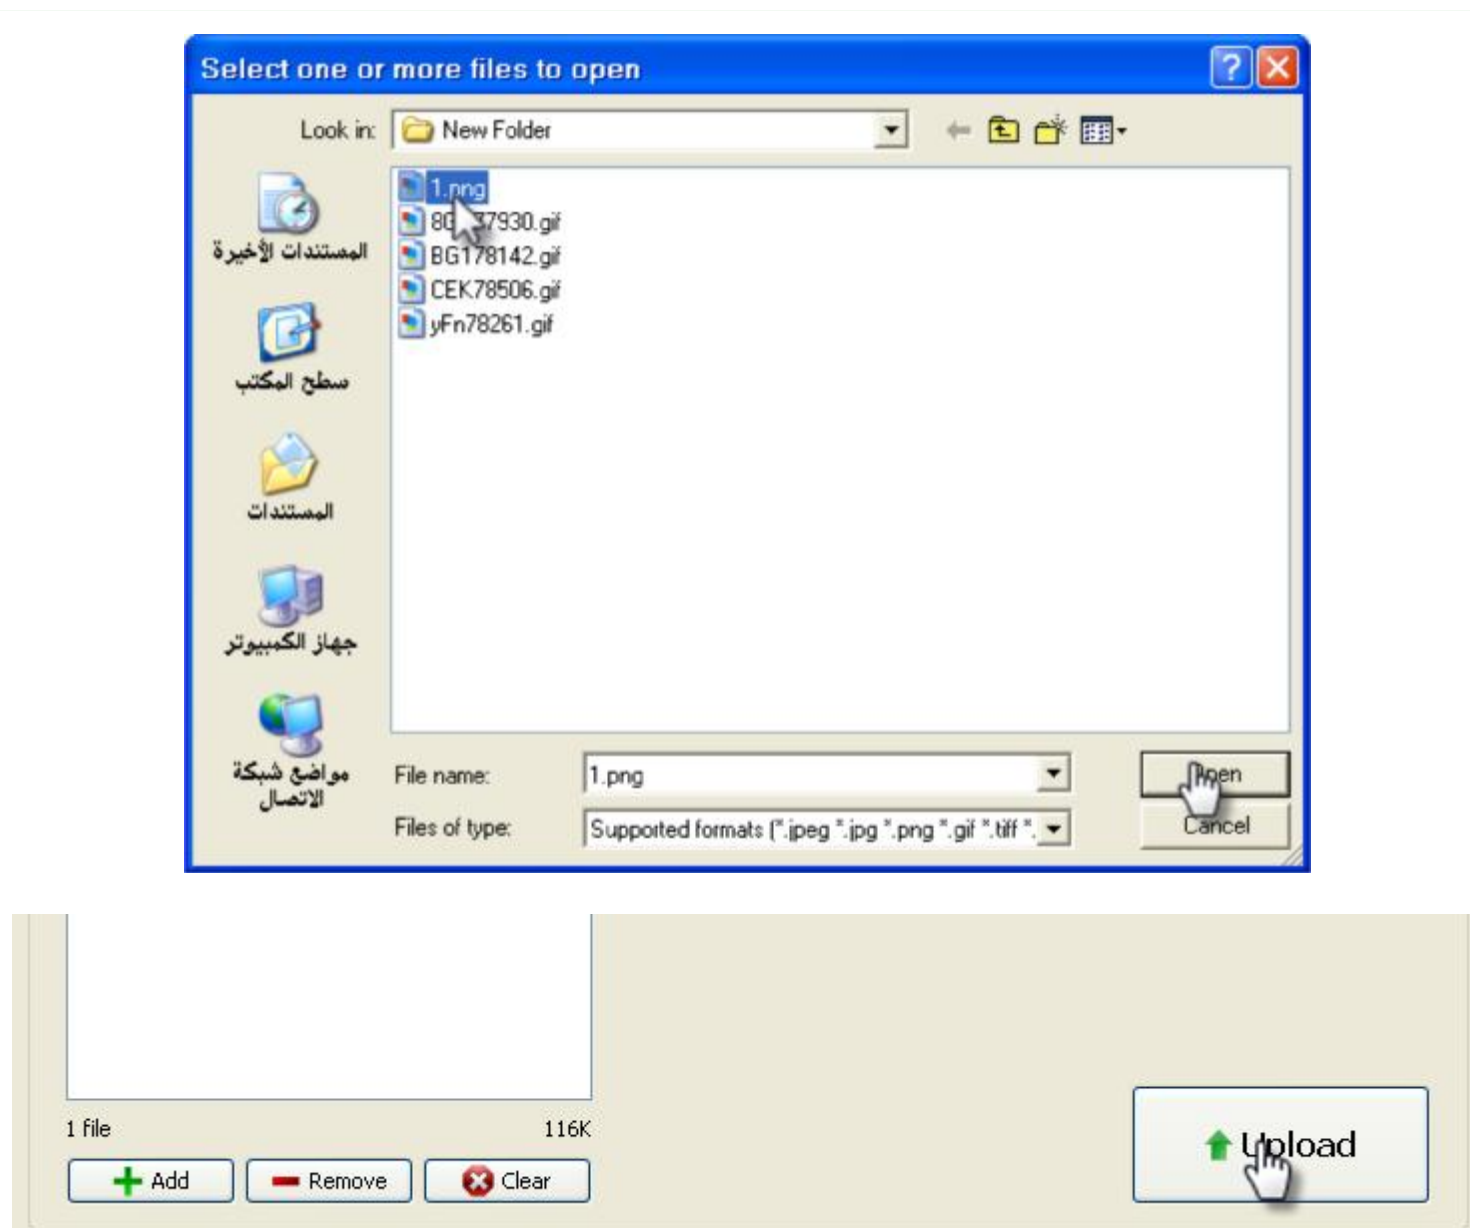 Select one or more files to open
Look in:
New Folder
1.png
المستندات الأخيرة
37930.gif
BG178142.gif
CEK78506.gif
yFn78261.gif
سطح المكتب
المستندات
جهاز الكمبيوتر
مواضع شبكة
الاتصال
File name:
1.png
Open
Files of type:
Supported formats (*.jpeg *.jpg *.png *.gif *.tiff *.
Cancel
1 file
116K
Upload
Add
Remove
Clear